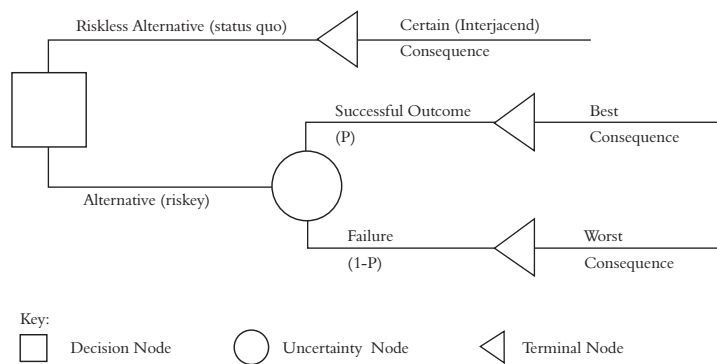 Riskless Alternative (status quo)
Certain (Interjacend)
Consequence
Successful Outcome
(P)
Best
Consequence
Alternative (riskey)
Failure
(1-P)
Worst
Consequence
Key:
Decision Node
Uncertainty Node
Terminal Node